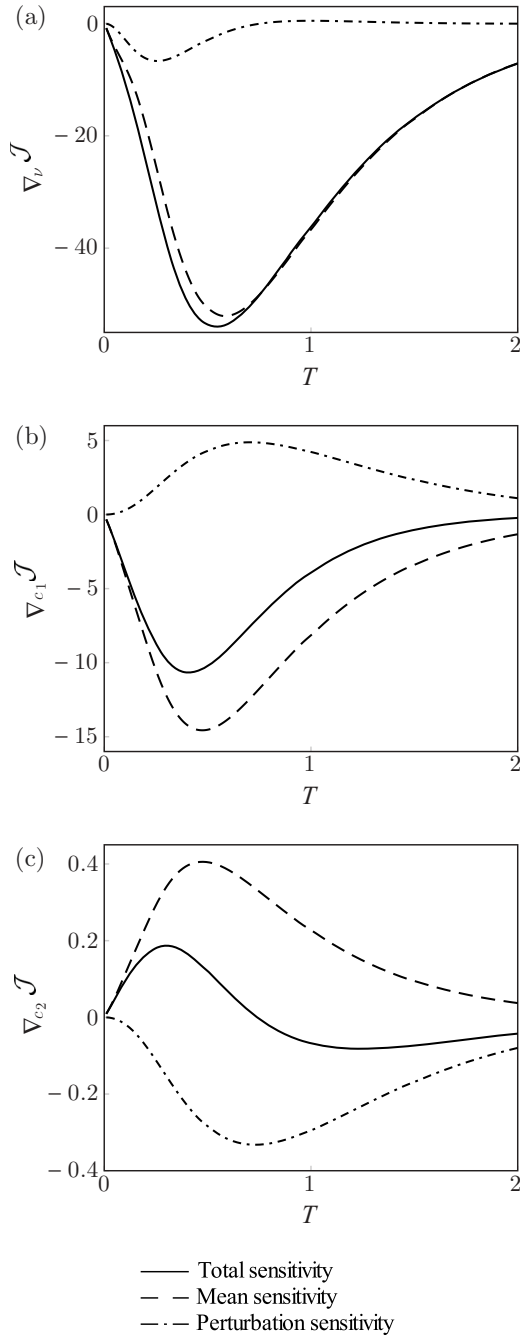 (a)
0
− 20
− 40
∇ν 𝒥
0 1 2
T
(b)
5
0
− 5
− 10
− 15
∇c1 𝒥
0 1 2
T
(c)
0.4
0.2
0
− 0.2
− 0.4
∇c2 𝒥
0 1 2
T
Total sensitivity
Mean sensitivity
Perturbation sensitivity